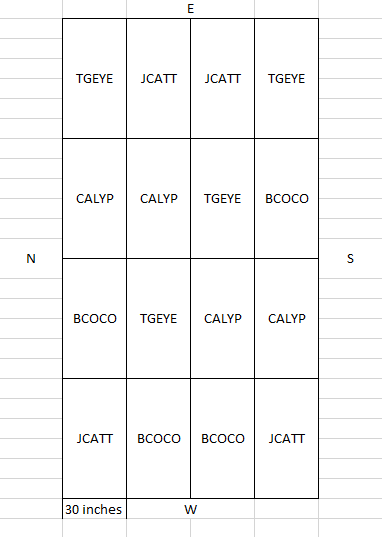 E
TGEYE JCATT JCATT TGEYE
CALYP CALYP TGEYE BCOCO
N S
BCOCO TGEYE CALYP CALYP
JCATT BCOCO BCOCO JCATT
30 inches W